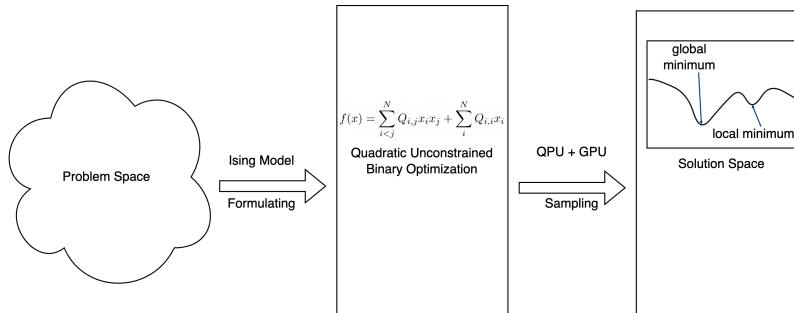 Problem Space
Ising Model
Formulating
f(x) = \sum_{i<j}^{N} Q_{i,j} x_i x_j + \sum_{i}^{N} Q_{i,i} x_i
Quadratic Unconstrained
Binary Optimization
QPU + GPU
Sampling
global
minimum
local minimum
Solution Space